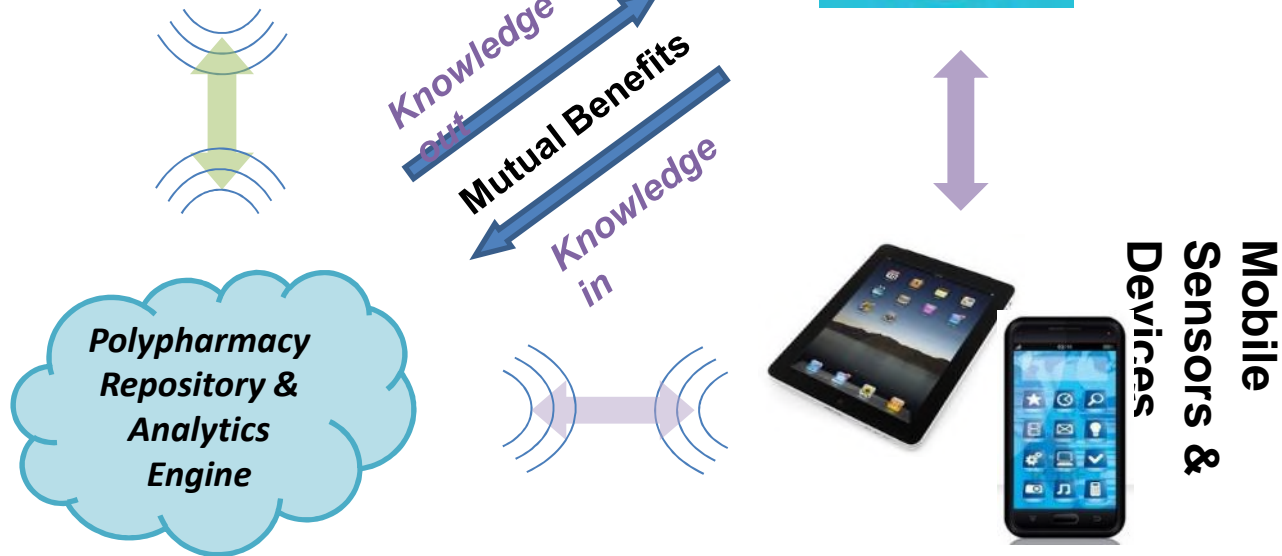 Knowledge
out
Mutual Benefits
Knowledge
in
Polypharmacy
Repository &
Analytics
Engine
Mobile
Sensors &
Devices